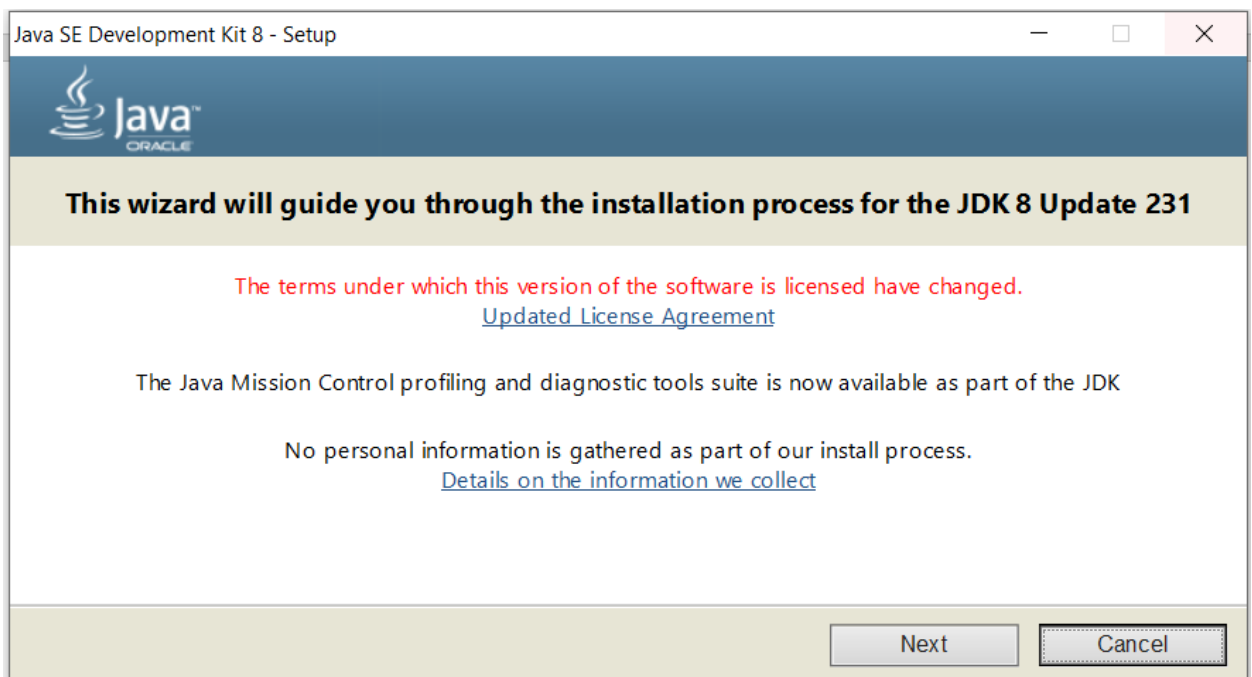 Java SE Development Kit 8 - Setup
Java™
ORACLE
This wizard will guide you through the installation process for the JDK 8 Update 231
The terms under which this version of the software is licensed have changed.
Updated License Agreement
The Java Mission Control profiling and diagnostic tools suite is now available as part of the JDK
No personal information is gathered as part of our install process.
Details on the information we collect
Next
Cancel